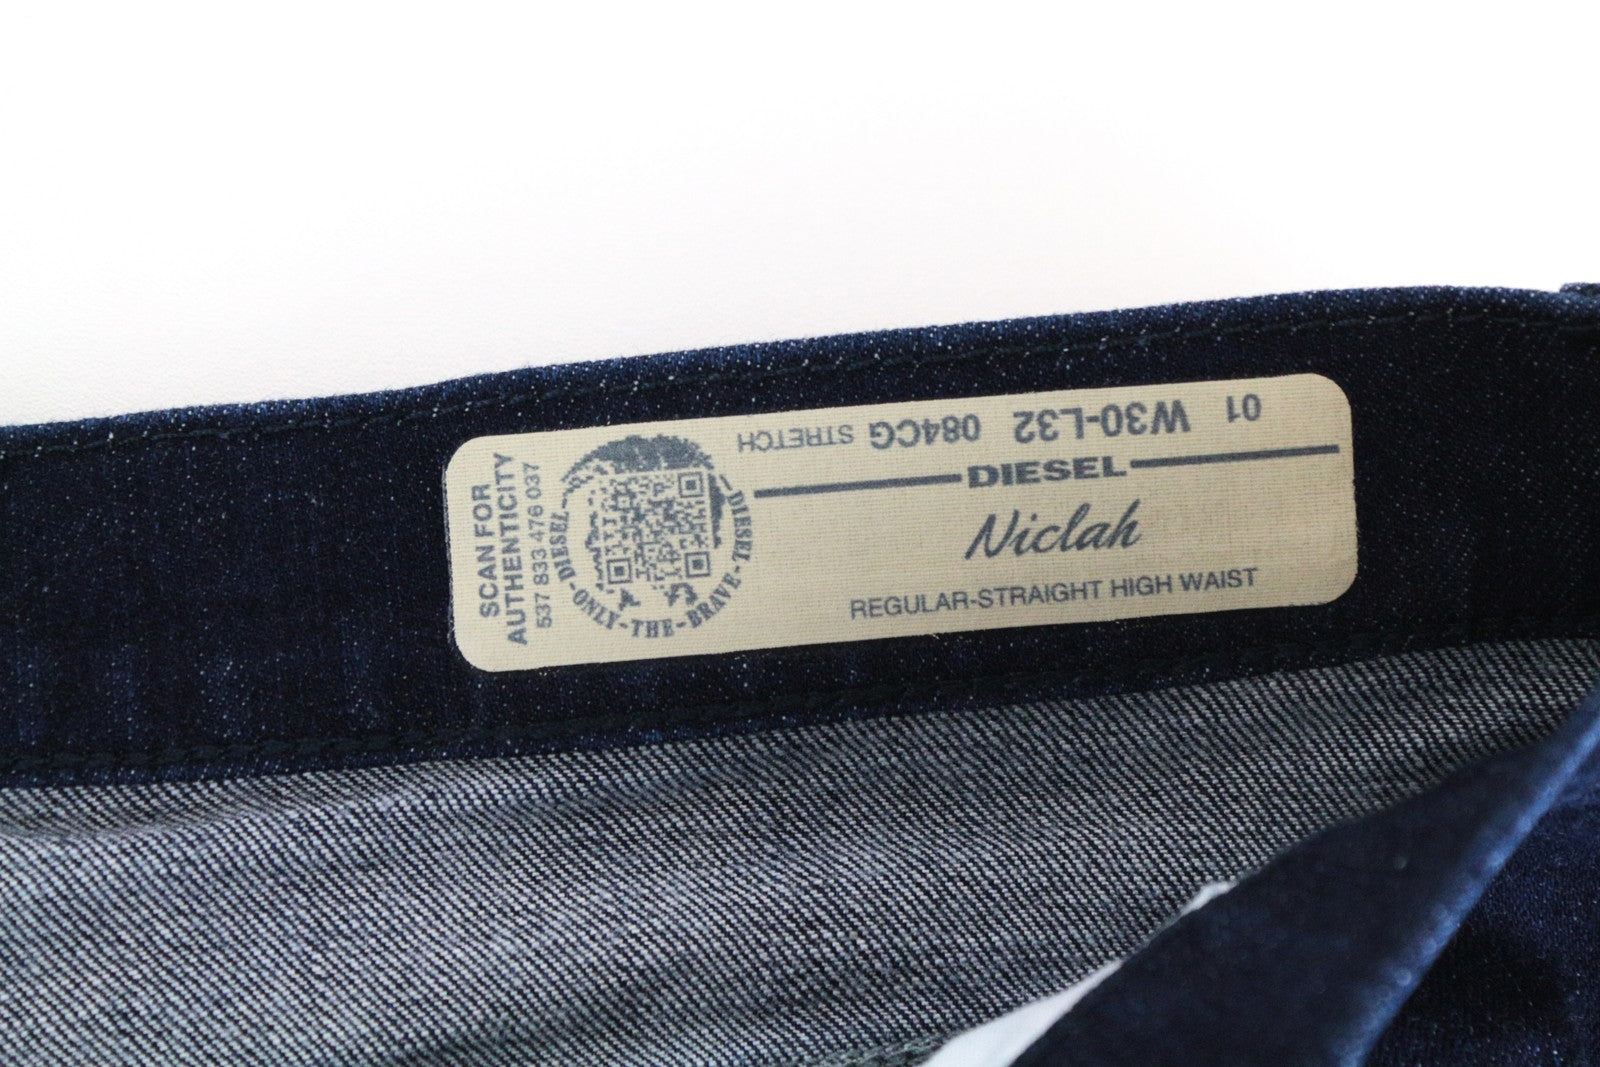 SCAN FOR
AUTHENTICITY
537 833 476 037
DIESEL-ONLY-THE-BRAVE-DIESEL
01 W30-L32 084CG STRETCH
DIESEL
Niclah
REGULAR-STRAIGHT HIGH WAIST